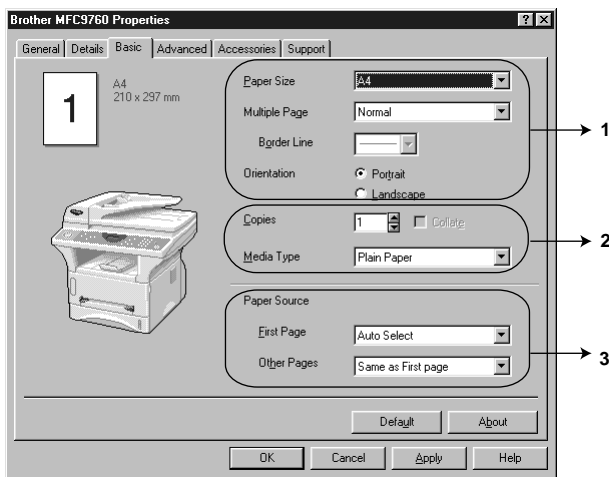 Brother MFC9760 Properties
General Details Basic Advanced Accessories Support
1
A4
210 x 297 mm
Paper Size A4
Multiple Page Normal
Border Line
Orientation Portrait
Landscape
1
Copies 1 Collate
Media Type Plain Paper
2
Paper Source
First Page Auto Select
Other Pages Same as First page
3
Default About
OK Cancel Apply Help